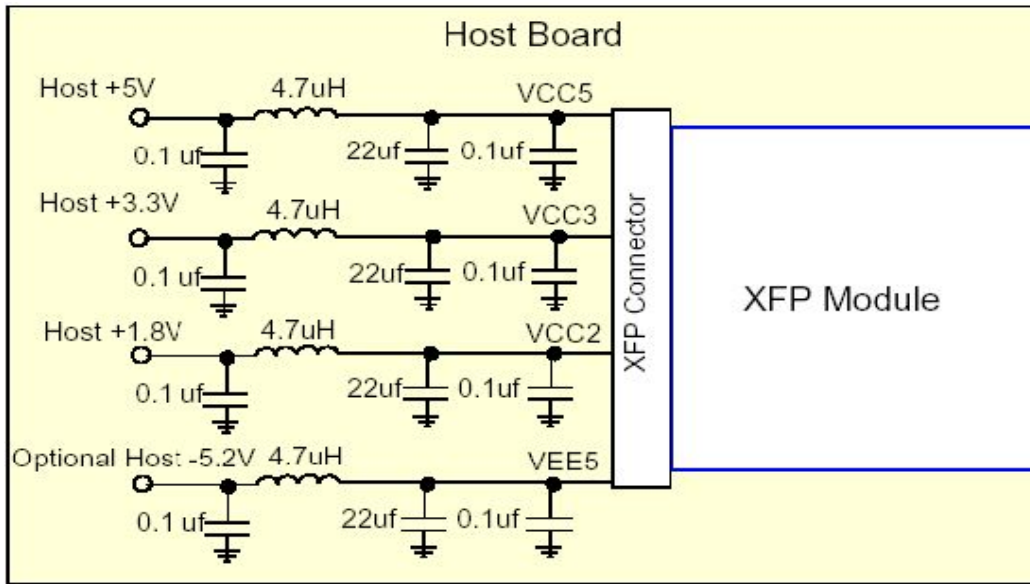 Host Board
Host +5V
4.7uH
VCC5
0.1 uf
22uf
0.1uf
Host +3.3V
4.7uH
VCC3
0.1 uf
22uf
0.1uf
Host +1.8V
4.7uH
VCC2
0.1 uf
22uf
0.1uf
Optional Host -5.2V
4.7uH
VEE5
0.1 uf
22uf
0.1uf
XFP Connector
XFP Module